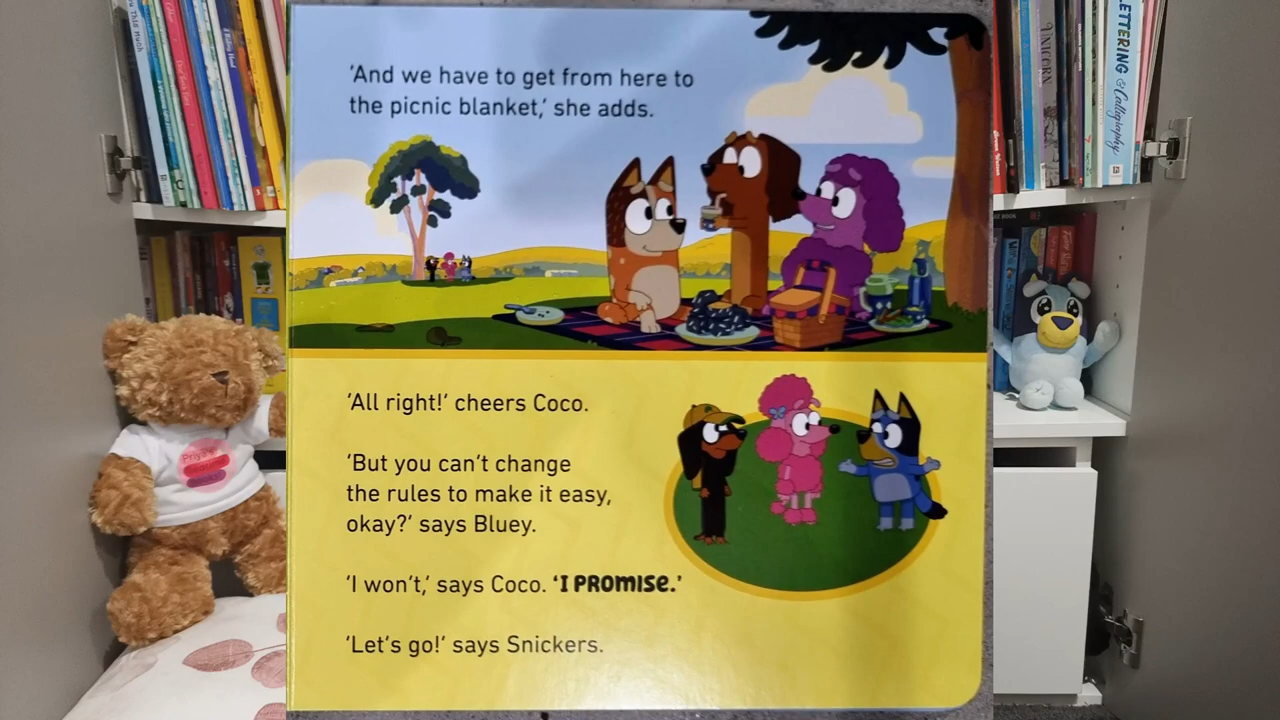 'And we have to get from here to
the picnic blanket,' she adds.
'All right!' cheers Coco.
'But you can't change
the rules to make it easy,
okay?' says Bluey.
'I won't,' says Coco. 'I PROMISE.'
'Let's go!' says Snickers.
UNICORN
LETTERING
& Calligraphy